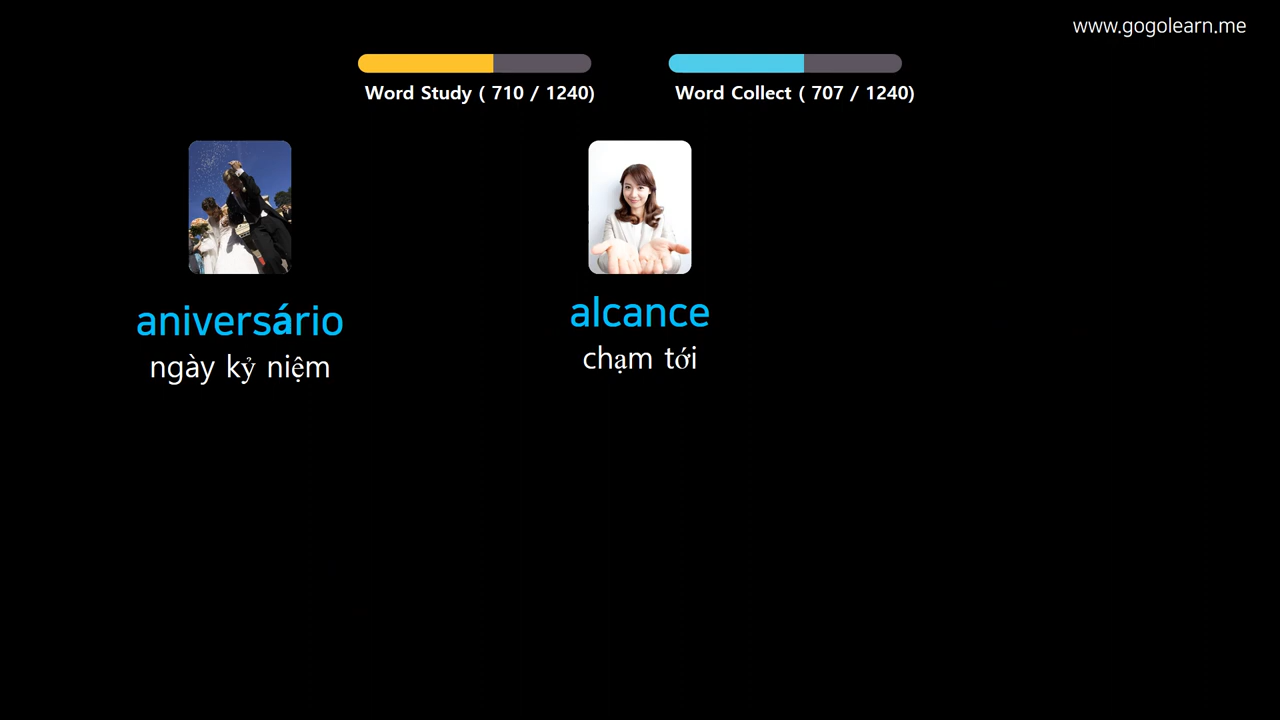 www.gogolearn.me
Word Study ( 710 / 1240)
Word Collect ( 707 / 1240)
aniversário
ngày kỷ niệm
alcance
chạm tới